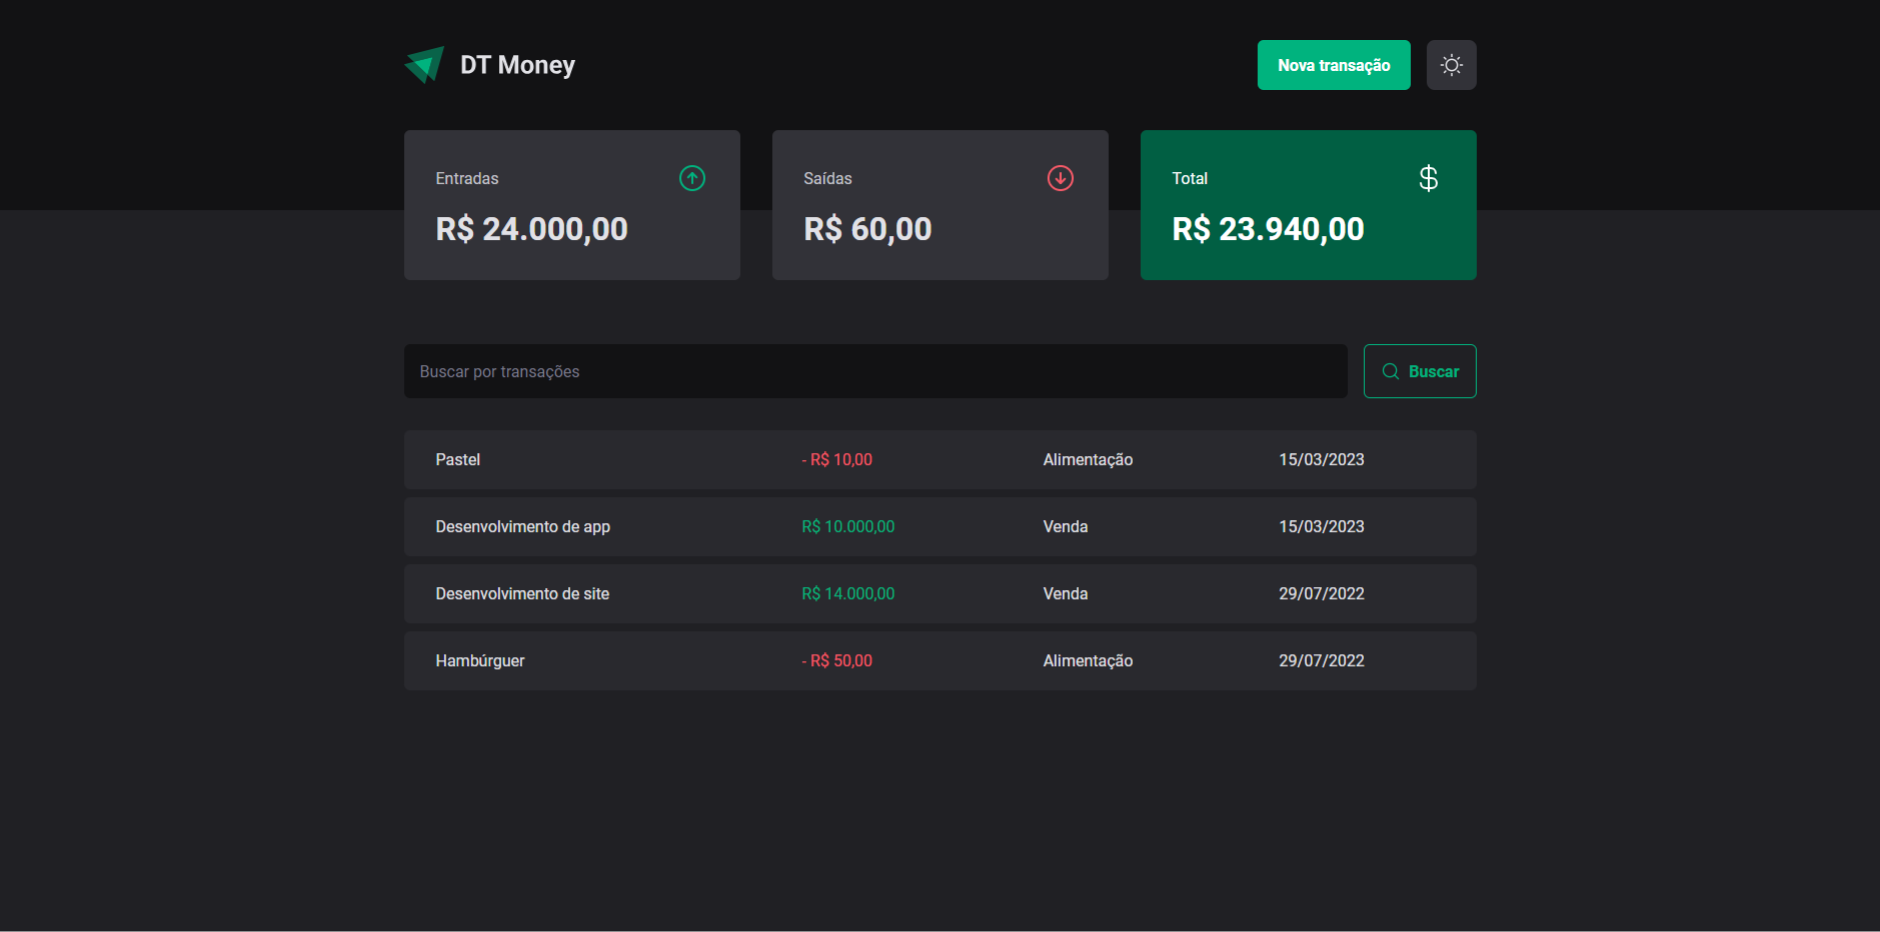 DT Money
Nova transação
Entradas
R$ 24.000,00
Saídas
R$ 60,00
Total
R$ 23.940,00
Buscar por transações
Buscar
Pastel - R$ 10,00 Alimentação 15/03/2023
Desenvolvimento de app R$ 10.000,00 Venda 15/03/2023
Desenvolvimento de site R$ 14.000,00 Venda 29/07/2022
Hambúrguer - R$ 50,00 Alimentação 29/07/2022